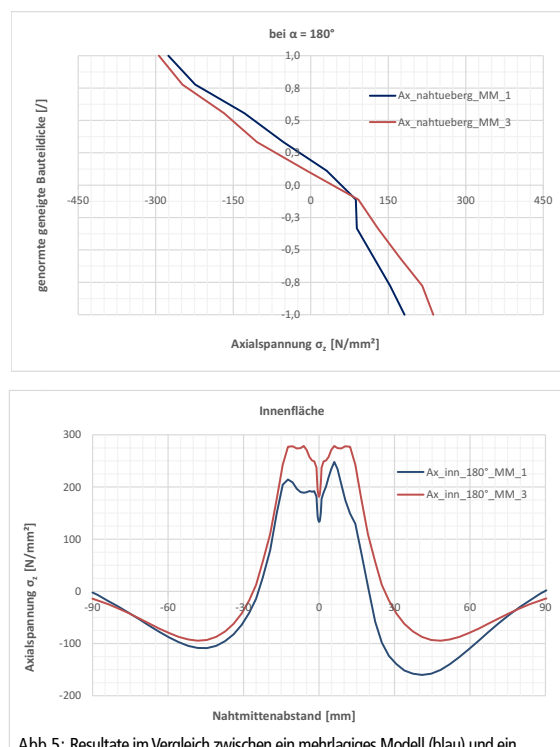 bei α = 180°
genormte geneigte Bauteildicke [/]
1,0
0,8
0,5
0,3
0,0
-0,3
-0,5
-0,8
-1,0
-450
-300
-150
0
150
300
450
Ax_nahtueberg_MM_1
Ax_nahtueberg_MM_3
Axialspannung σz [N/mm²]
Innenfläche
Axialspannung σz [N/mm²]
300
200
100
0
-100
-200
-90
-60
-30
0
30
60
90
Ax_inn_180°_MM_1
Ax_inn_180°_MM_3
Nahtmittenabstand [mm]
Abb 5: Resultate im Vergleich zwischen ein mehrlagiges Modell (blau) und ein